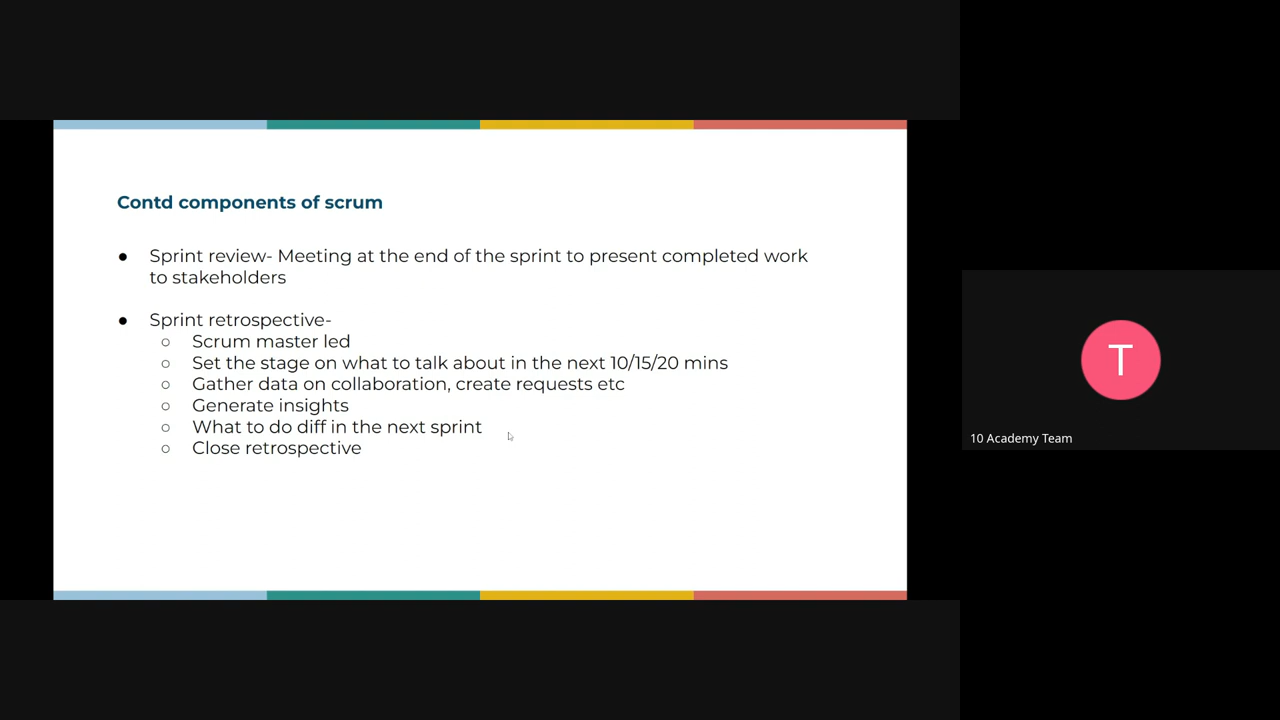 Contd components of scrum
● Sprint review- Meeting at the end of the sprint to present completed work
to stakeholders
● Sprint retrospective-
○ Scrum master led
○ Set the stage on what to talk about in the next 10/15/20 mins
○ Gather data on collaboration, create requests etc
○ Generate insights
○ What to do diff in the next sprint
○ Close retrospective
T
10 Academy Team